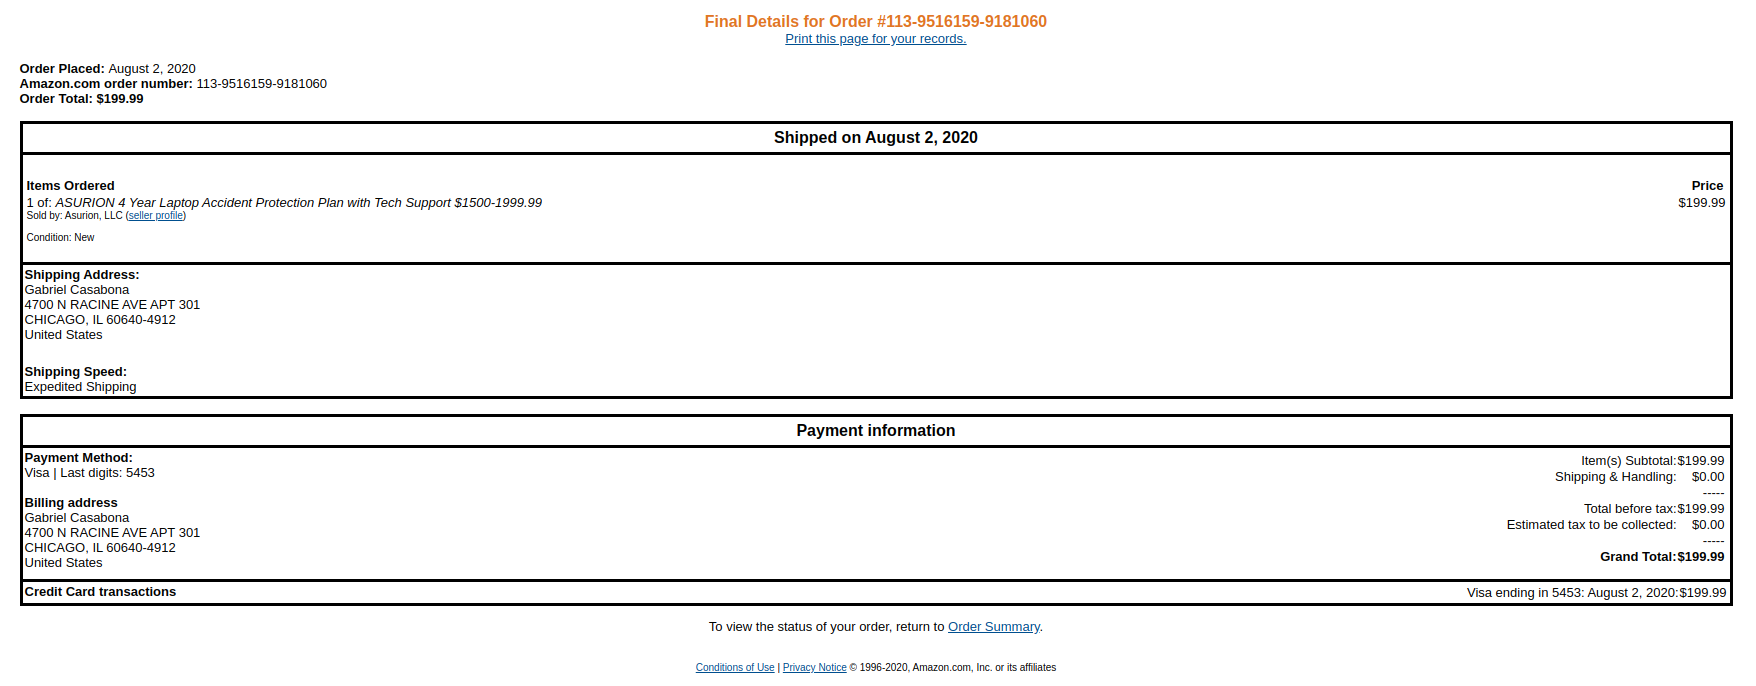 Final Details for Order #113-9516159-9181060
Print this page for your records.
Order Placed: August 2, 2020
Amazon.com order number: 113-9516159-9181060
Order Total: $199.99
Shipped on August 2, 2020
Items Ordered Price
1 of: ASURION 4 Year Laptop Accident Protection Plan with Tech Support $1500-1999.99 $199.99
Sold by: Asurion, LLC (seller profile)
Condition: New
Shipping Address:
Gabriel Casabona
4700 N RACINE AVE APT 301
CHICAGO, IL 60640-4912
United States
Shipping Speed:
Expedited Shipping
Payment information
Payment Method:
Visa | Last digits: 5453
Billing address
Gabriel Casabona
4700 N RACINE AVE APT 301
CHICAGO, IL 60640-4912
United States
Item(s) Subtotal: $199.99
Shipping & Handling: $0.00
-----
Total before tax: $199.99
Estimated tax to be collected: $0.00
-----
Grand Total: $199.99
Credit Card transactions Visa ending in 5453: August 2, 2020: $199.99
To view the status of your order, return to Order Summary.
Conditions of Use | Privacy Notice © 1996-2020, Amazon.com, Inc. or its affiliates